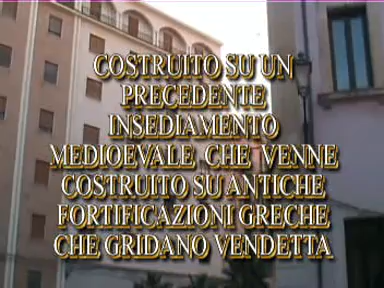 COSTRUITO SU UN
PRECEDENTE
INSEDIAMENTO
MEDIOEVALE CHE VENNE
COSTRUITO SU ANTICHE
FORTIFICAZIONI GRECHE
CHE GRIDANO VENDETTA